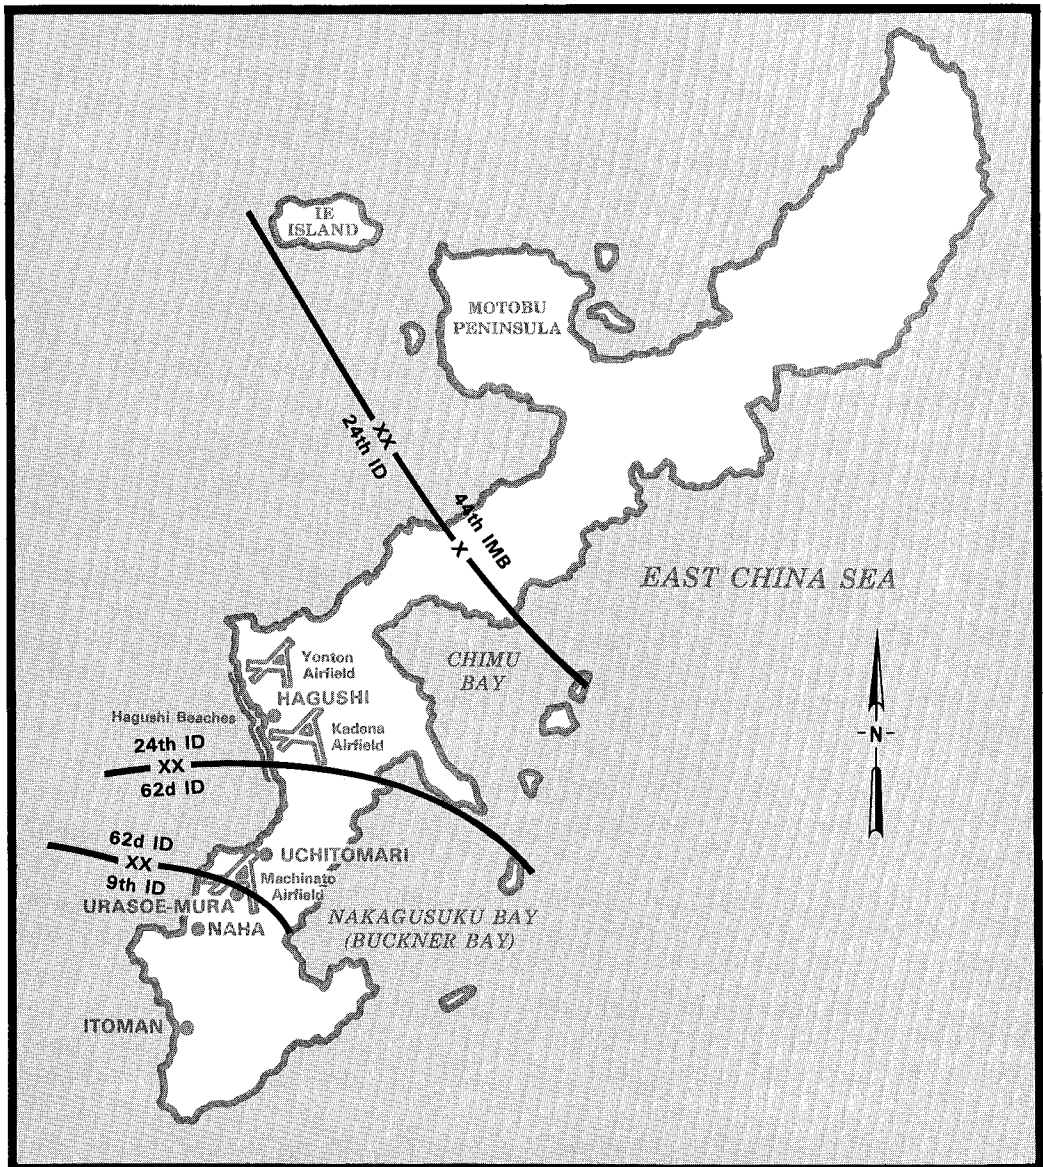 IE
ISLAND
MOTOBU
PENINSULA
XX
24th ID
44th IMB
X
EAST CHINA SEA
CHIMU
BAY
Yonton
Airfield
HAGUSHI
Hagushi Beaches
Kadena
Airfield
24th ID
XX
62d ID
-N-
62d ID
XX
9th ID
UCHITOMARI
Machinato
Airfield
URASOE-MURA
NAHA
NAKAGUSUKU BAY
(BUCKNER BAY)
ITOMAN